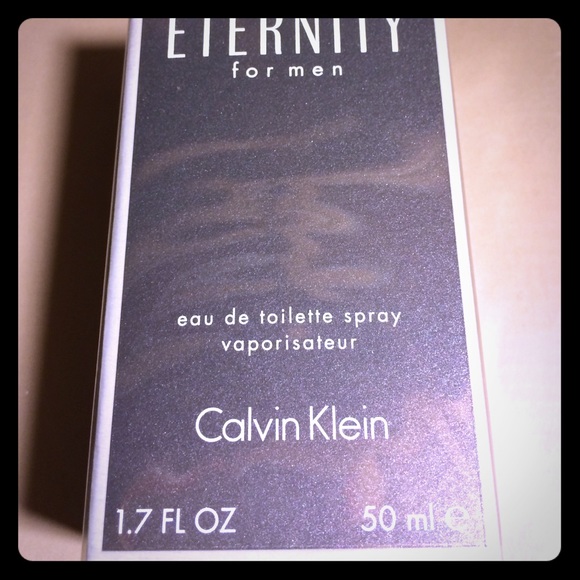 ETERNITY
for men
eau de toilette spray
vaporisateur
Calvin Klein
1.7 FL OZ 50 ml e